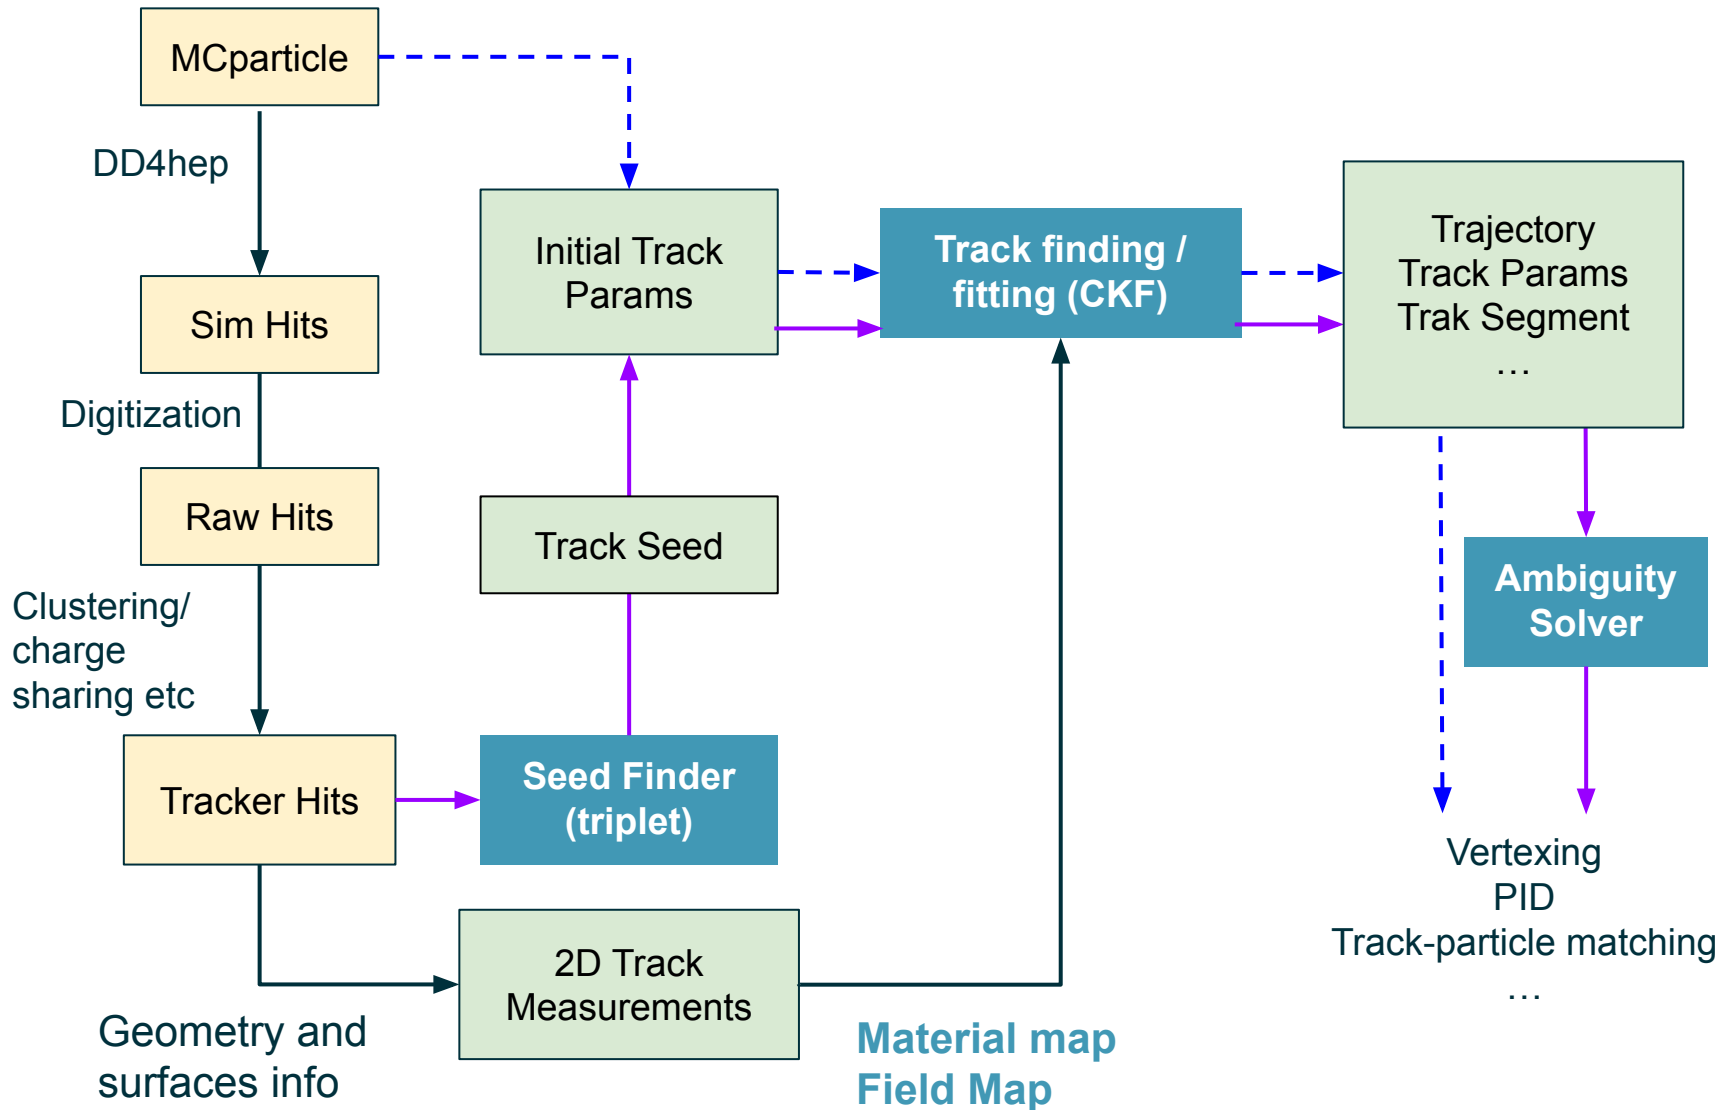 MCparticle
DD4hep
Sim Hits
Digitization
Raw Hits
Clustering/
charge
sharing etc
Tracker Hits
Geometry and
surfaces info
Initial Track
Params
Track Seed
Seed Finder
(triplet)
2D Track
Measurements
Track finding /
fitting (CKF)
Material map
Field Map
Trajectory
Track Params
Trak Segment
…
Ambiguity
Solver
Vertexing
PID
Track-particle matching
…